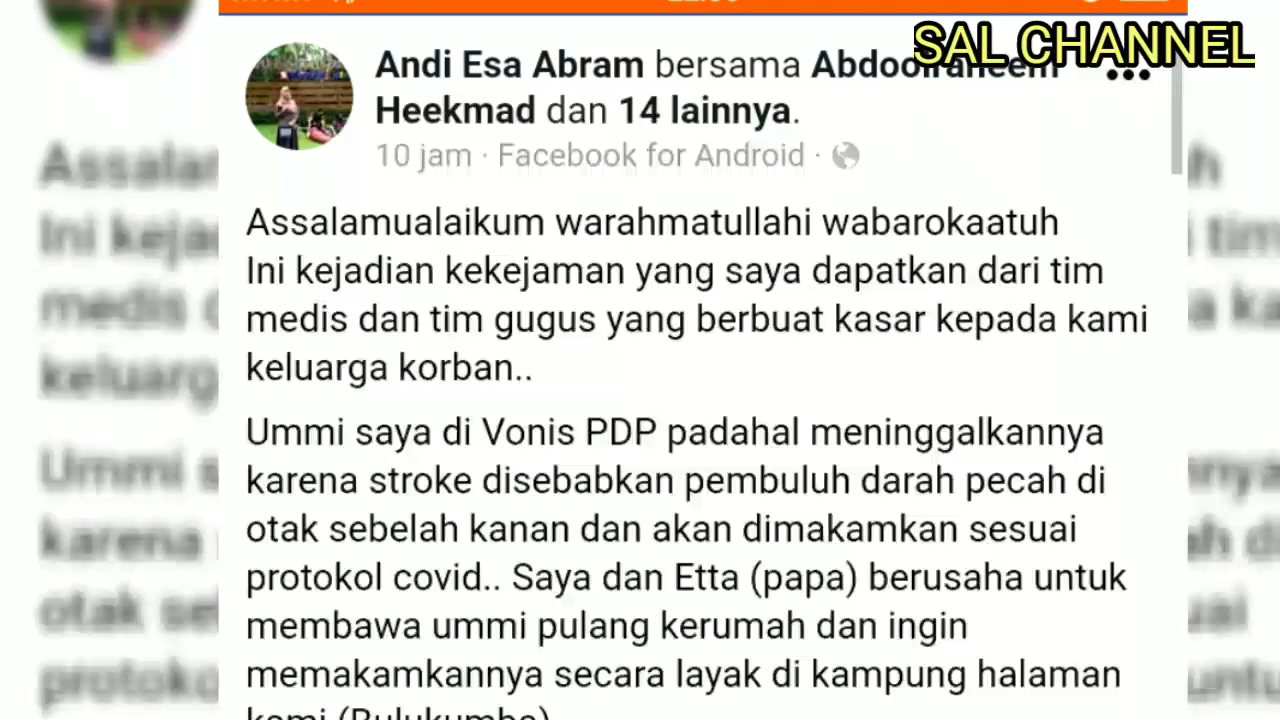 SAL CHANNEL
Andi Esa Abram bersama Abdoolraheem
Heekmad dan 14 lainnya.
10 jam · Facebook for Android ·
Assalamualaikum warahmatullahi wabarokaatuh
Ini kejadian kekejaman yang saya dapatkan dari tim
medis dan tim gugus yang berbuat kasar kepada kami
keluarga korban..
Ummi saya di Vonis PDP padahal meninggalkannya
karena stroke disebabkan pembuluh darah pecah di
otak sebelah kanan dan akan dimakamkan sesuai
protokol covid.. Saya dan Etta (papa) berusaha untuk
membawa ummi pulang kerumah dan ingin
memakamkannya secara layak di kampung halaman
kami (Bulukumba)